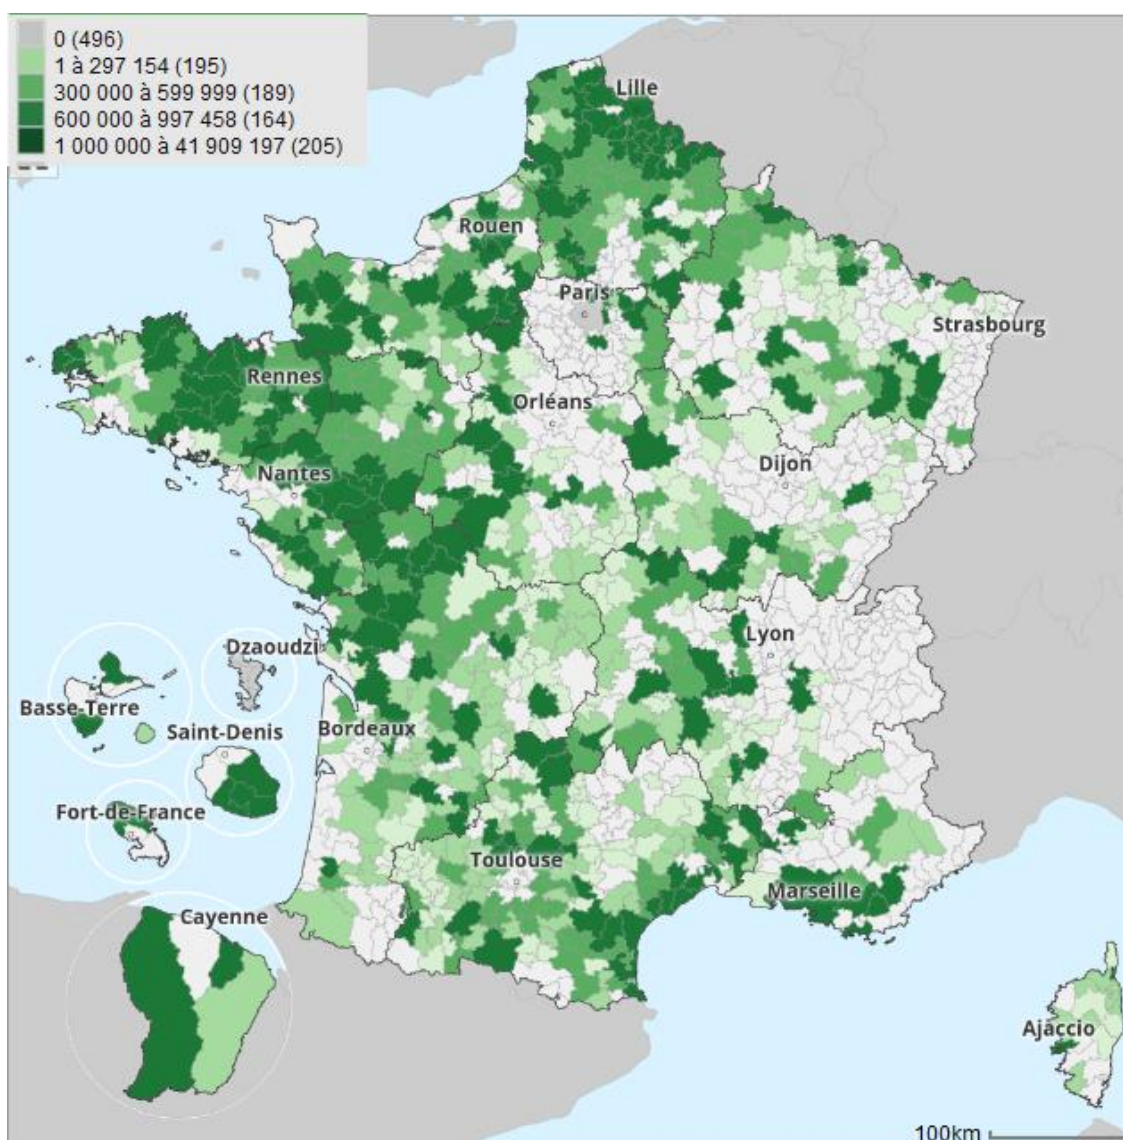 0 (496)
1 à 297 154 (195)
300 000 à 599 999 (189)
600 000 à 997 458 (164)
1 000 000 à 41 909 197 (205)
Lille
Rouen
Paris
Strasbourg
Rennes
Orléans
Dijon
Nantes
Lyon
Dzaoudzi
Basse-Terre
Saint-Denis
Bordeaux
Fort-de-France
Toulouse
Marseille
Cayenne
Ajaccio
100km